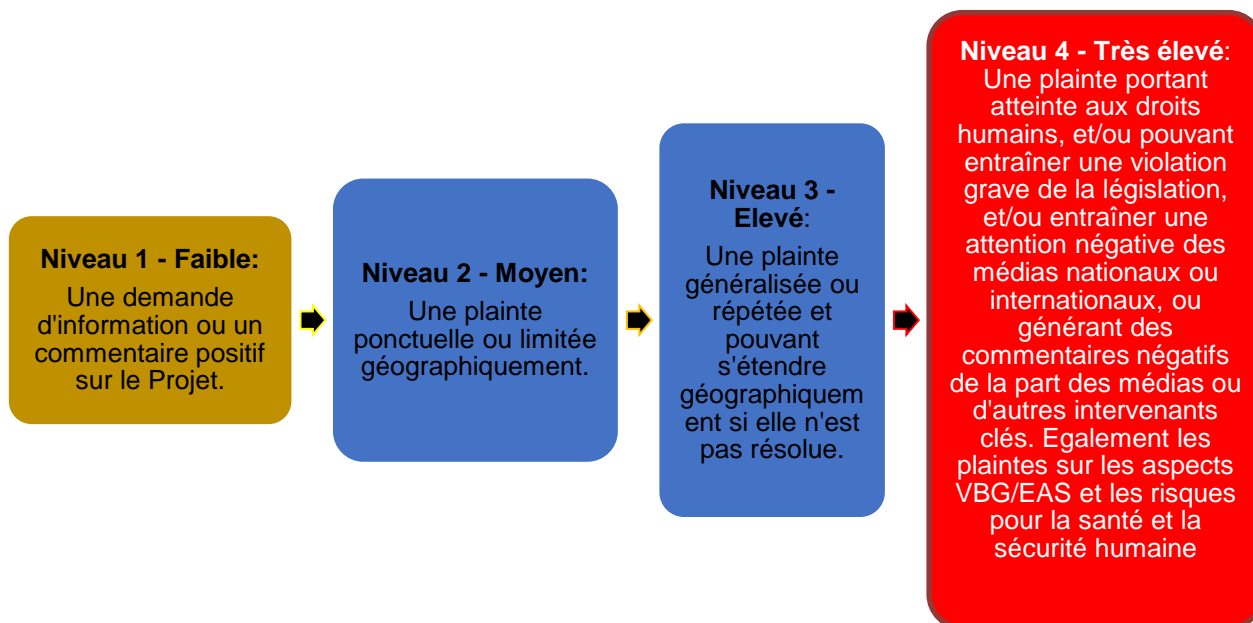 Niveau 1 - Faible:
Une demande
d'information ou un
commentaire positif
sur le Projet.
Niveau 2 - Moyen:
Une plainte
ponctuelle ou limitée
géographiquement.
Niveau 3 -
Elevé:
Une plainte
généralisée ou
répétée et
pouvant
s'étendre
géographiquem
ent si elle n'est
pas résolue.
Niveau 4 - Très élevé:
Une plainte portant
atteinte aux droits
humains, et/ou pouvant
entraîner une violation
grave de la législation,
et/ou entraîner une
attention négative des
médias nationaux ou
internationaux, ou
générant des
commentaires négatifs
de la part des médias ou
d'autres intervenants
clés. Egalement les
plaintes sur les aspects
VBG/EAS et les risques
pour la santé et la
sécurité humaine